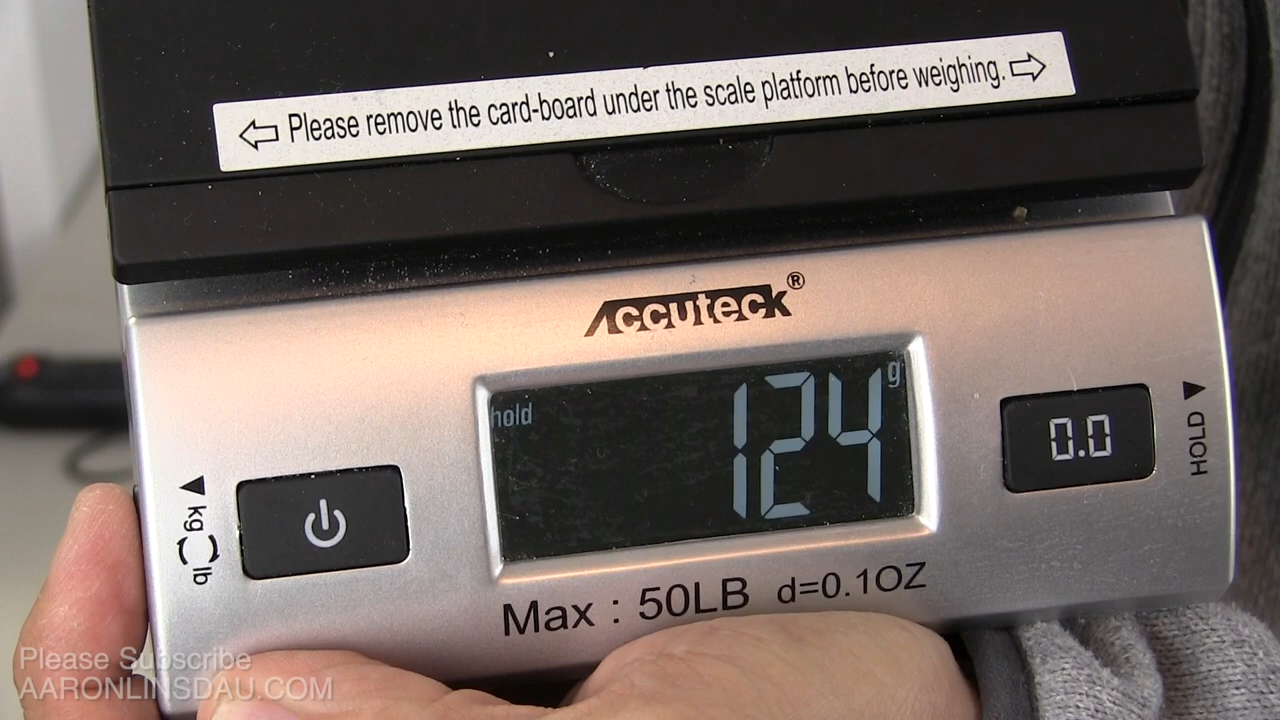 Please remove the card-board under the scale platform before weighing.
Accuteck®
hold
124 g
0.0
HOLD
kg
lb
Max : 50LB d=0.1OZ
Please Subscribe
AARONLINSDAU.COM